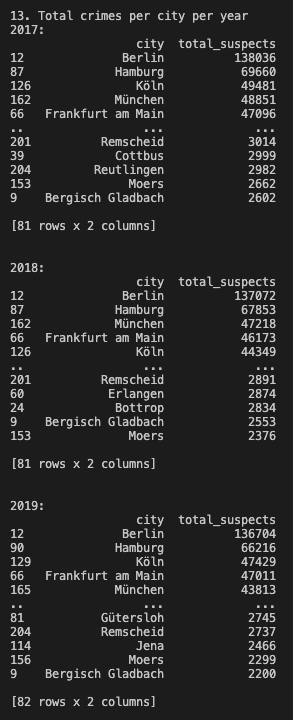 13. Total crimes per city per year
2017:
city total_suspects
12 Berlin 138036
87 Hamburg 69660
126 Köln 49481
162 München 48851
66 Frankfurt am Main 47096
.. ... ...
201 Remscheid 3014
39 Cottbus 2999
204 Reutlingen 2982
153 Moers 2662
9 Bergisch Gladbach 2602
[81 rows x 2 columns]
2018:
city total_suspects
12 Berlin 137072
87 Hamburg 67853
162 München 47218
66 Frankfurt am Main 46173
126 Köln 44349
.. ... ...
201 Remscheid 2891
60 Erlangen 2874
24 Bottrop 2834
9 Bergisch Gladbach 2553
153 Moers 2376
[81 rows x 2 columns]
2019:
city total_suspects
12 Berlin 136704
90 Hamburg 66216
129 Köln 47429
66 Frankfurt am Main 47011
165 München 43813
.. ... ...
81 Gütersloh 2745
204 Remscheid 2737
114 Jena 2466
156 Moers 2299
9 Bergisch Gladbach 2200
[82 rows x 2 columns]